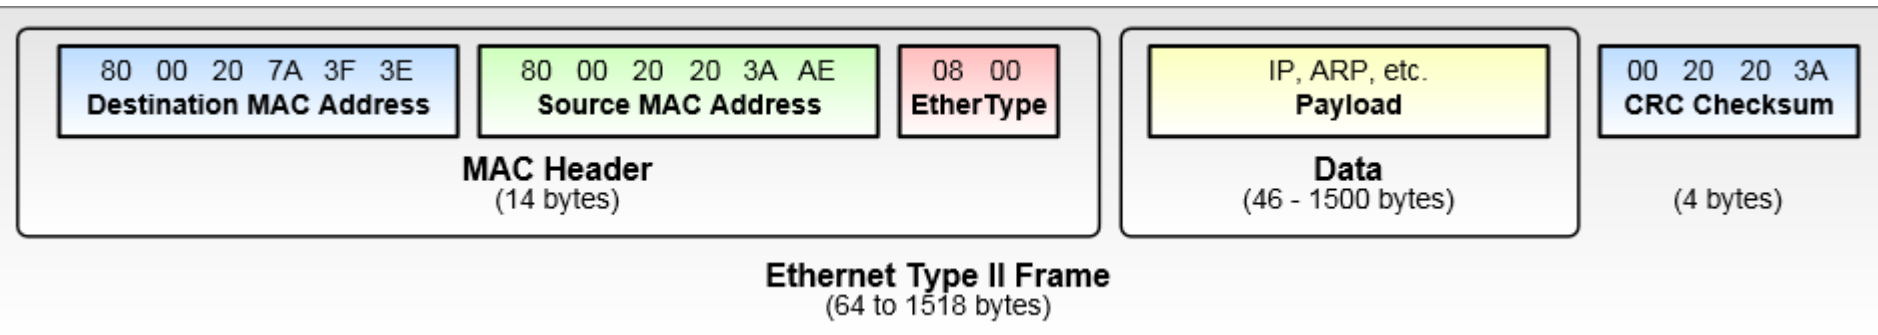 80 00 20 7A 3F 3E
Destination MAC Address
80 00 20 20 3A AE
Source MAC Address
08 00
EtherType
MAC Header
(14 bytes)
IP, ARP, etc.
Payload
Data
(46 - 1500 bytes)
00 20 20 3A
CRC Checksum
(4 bytes)
Ethernet Type II Frame
(64 to 1518 bytes)